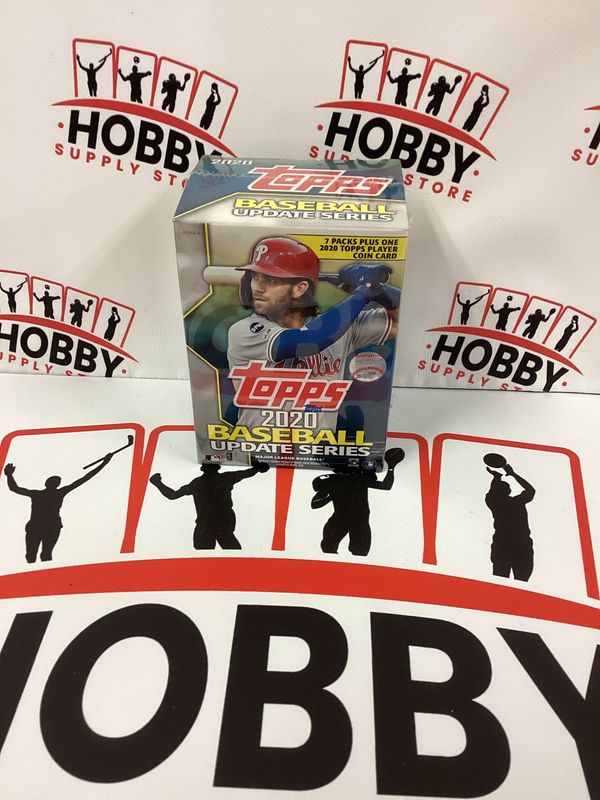 HOBBY
SUPPLY STORE
HOBBY
SUPPLY STORE
2020
TOPPS
BASEBALL
UPDATE SERIES
7 PACKS PLUS ONE
2020 TOPPS PLAYER
COIN CARD
P
Phillie
TOPPS
2020
BASEBALL
UPDATE SERIES
MAJOR LEAGUE BASEBALL
HOBBY
SUPPLY STORE
HOBBY
SUPPLY STORE
HOBBY